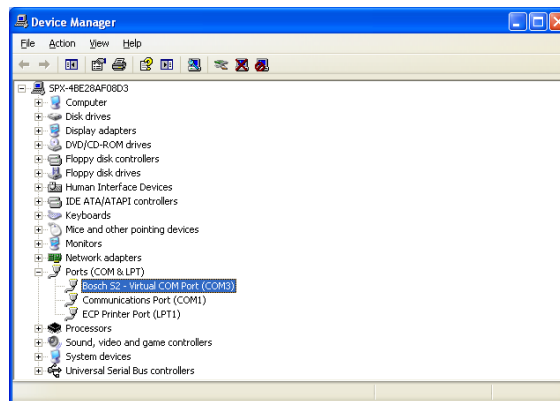 Device Manager
File Action View Help
SPX-4BE28AF08D3
Computer
Disk drives
Display adapters
DVD/CD-ROM drives
Floppy disk controllers
Floppy disk drives
Human Interface Devices
IDE ATA/ATAPI controllers
Keyboards
Mice and other pointing devices
Monitors
Network adapters
Ports (COM & LPT)
Bosch S2 - Virtual COM Port (COM3)
Communications Port (COM1)
ECP Printer Port (LPT1)
Processors
Sound, video and game controllers
System devices
Universal Serial Bus controllers